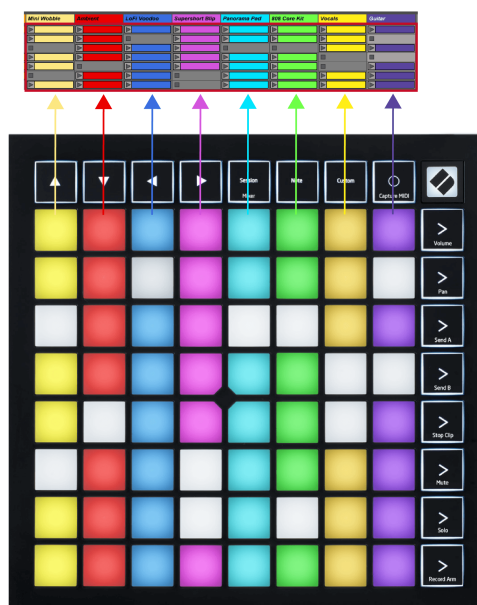 Mini Wobble
Ambient
LoFi Voodoo
Supershort Blip
Panorama Pad
808 Core Kit
Vocals
Guitar
Session
Mixer
Note
Custom
Capture MIDI
Volume
Pan
Send A
Send B
Stop Clip
Mute
Solo
Record Arm